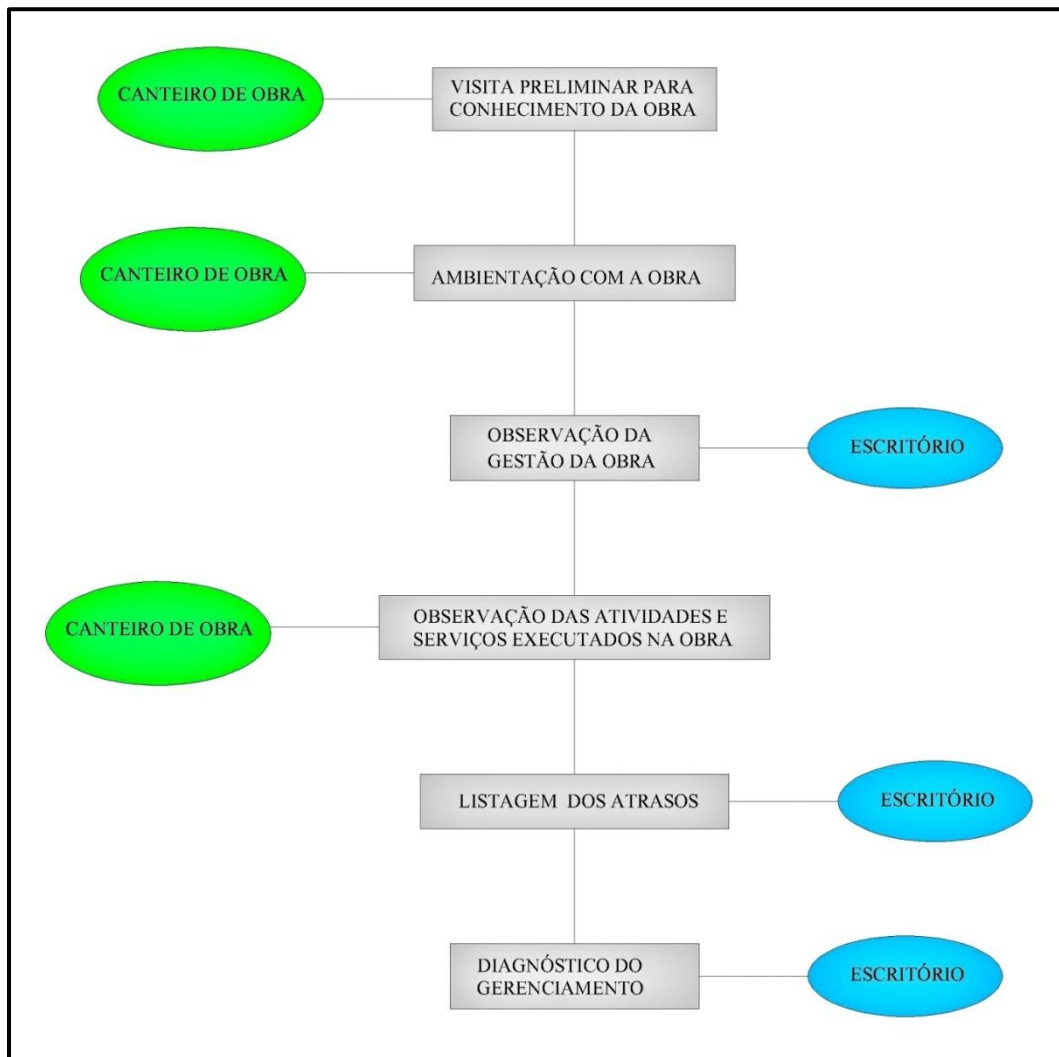 CANTEIRO DE OBRA
VISITA PRELIMINAR PARA
CONHECIMENTO DA OBRA
CANTEIRO DE OBRA
AMBIENTAÇÃO COM A OBRA
OBSERVAÇÃO DA
GESTÃO DA OBRA
ESCRITÓRIO
CANTEIRO DE OBRA
OBSERVAÇÃO DAS ATIVIDADES E
SERVIÇOS EXECUTADOS NA OBRA
LISTAGEM DOS ATRASOS
ESCRITÓRIO
DIAGNÓSTICO DO
GERENCIAMENTO
ESCRITÓRIO